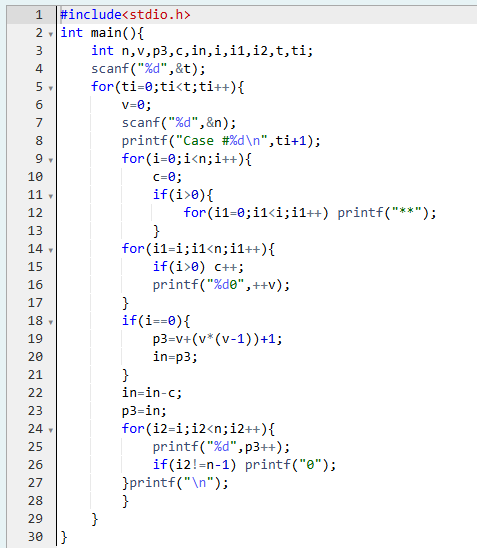 1 #include<stdio.h>
2 int main(){
3     int n,v,p3,c,in,i,i1,i2,t,ti;
4     scanf("%d",&t);
5     for(ti=0;ti<t;ti++){
6         v=0;
7         scanf("%d",&n);
8         printf("Case #%d\n",ti+1);
9         for(i=0;i<n;i++){
10             c=0;
11             if(i>0){
12                 for(i1=0;i1<i;i1++) printf("**");
13             }
14         for(i1=i;i1<n;i1++){
15             if(i>0) c++;
16             printf("%d0",++v);
17         }
18         if(i==0){
19             p3=v+(v*(v-1))+1;
20             in=p3;
21         }
22         in=in-c;
23         p3=in;
24         for(i2=i;i2<n;i2++){
25             printf("%d",p3++);
26             if(i2!=n-1) printf("0");
27         }printf("\n");
28         }
29     }
30 }